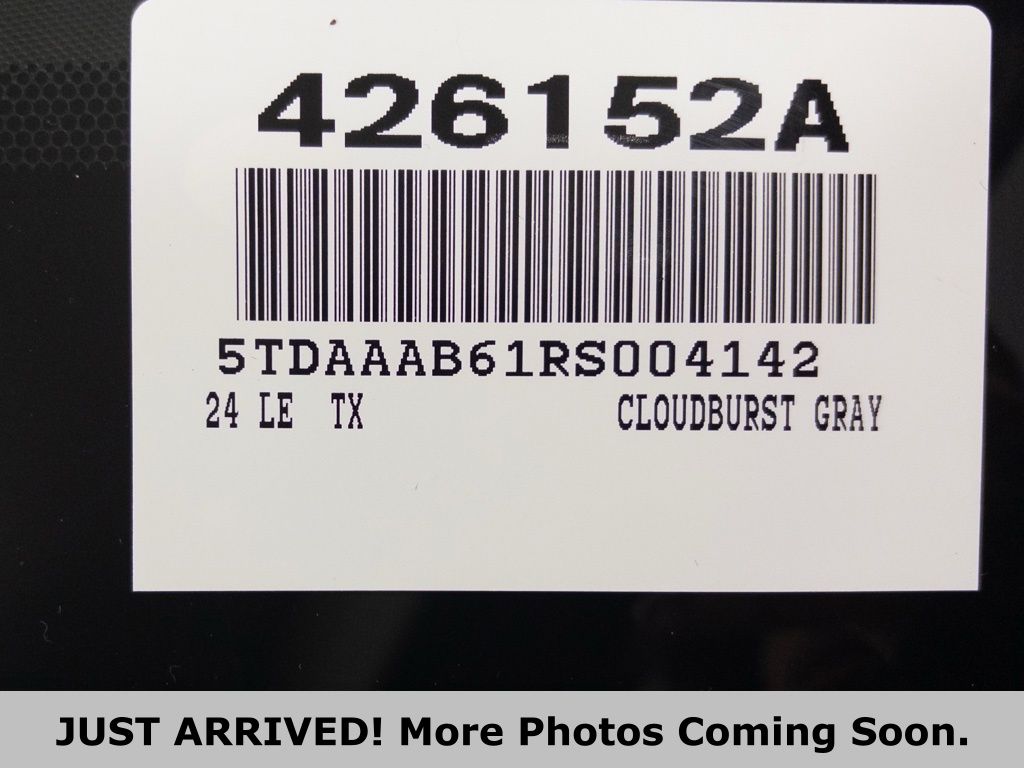 426152A
5TDAAAB61RS004142
24 LE TX CLOUDBURST GRAY
JUST ARRIVED! More Photos Coming Soon.